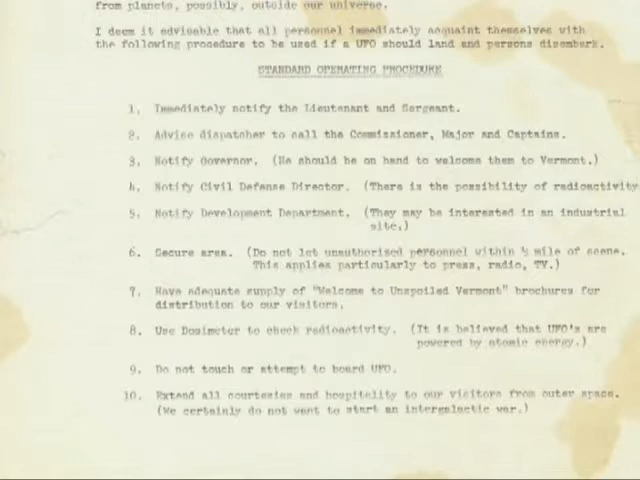 from planets, possibly, outside our universe.
I deem it advisable that all personnel immediately acquaint themselves with
the following procedure to be used if a UFO should land and persons disembark.
STANDARD OPERATING PROCEDURE
1. Immediately notify the Lieutenant and Sergeant.
2. Advise dispatcher to call the Commissioner, Major and Captains.
3. Notify Governor. (He should be on hand to welcome them to Vermont.)
4. Notify Civil Defense Director. (There is the possibility of radioactivity
5. Notify Development Department. (They may be interested in an industrial
site.)
6. Secure area. (Do not let unauthorized personnel within ½ mile of scene.
This applies particularly to press, radio, TV.)
7. Have adequate supply of "Welcome to Unspoiled Vermont" brochures for
distribution to our visitors.
8. Use Dosimeter to check radioactivity. (It is believed that UFO's are
powered by atomic energy.)
9. Do not touch or attempt to board UFO.
10. Extend all courtesies and hospitality to our visitors from outer space.
(We certainly do not want to start an intergalactic war.)